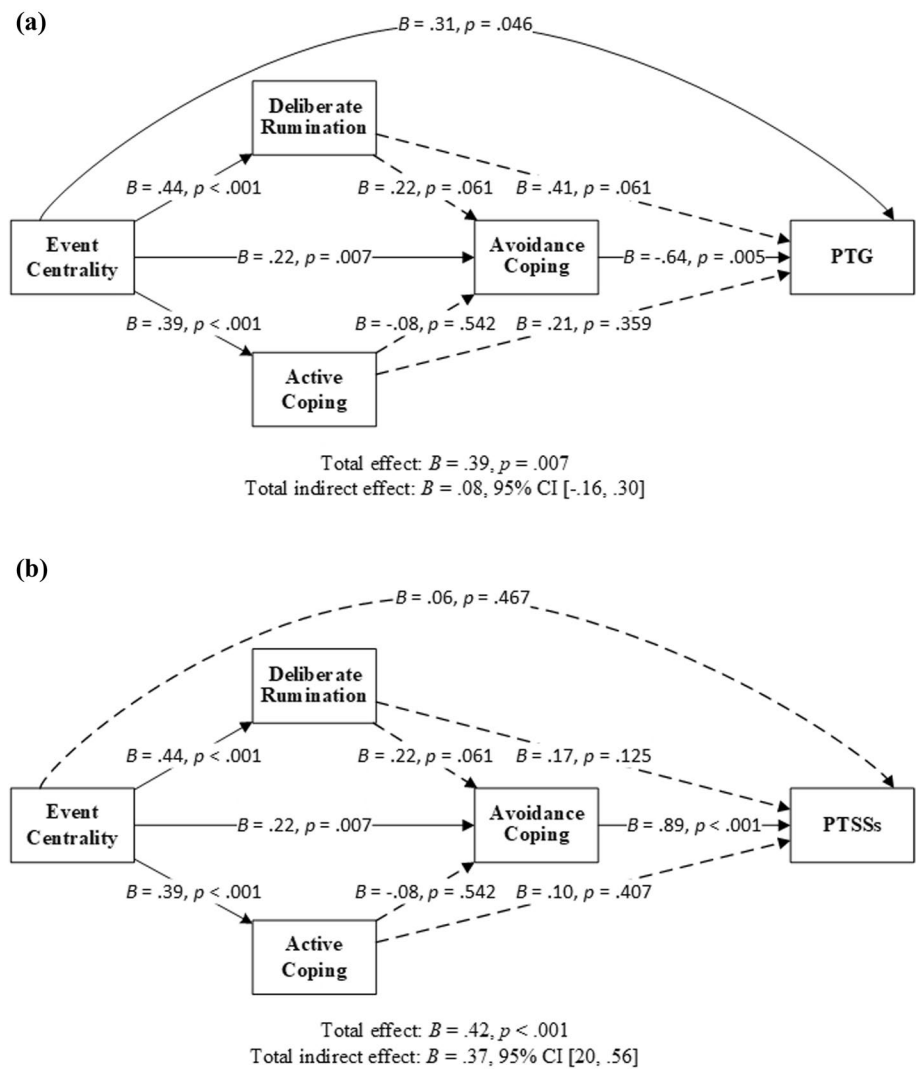 (a)
B = .31, p = .046
Deliberate
Rumination
B = .44, p < .001
B = .22, p = .061
B = .41, p = .061
Event
Centrality
B = .22, p = .007
Avoidance
Coping
B = -.64, p = .005
PTG
B = .39, p < .001
B = -.08, p = .542
B = .21, p = .359
Active
Coping
Total effect: B = .39, p = .007
Total indirect effect: B = .08, 95% CI [-.16, .30]
(b)
B = .06, p = .467
Deliberate
Rumination
B = .44, p < .001
B = .22, p = .061
B = .17, p = .125
Event
Centrality
B = .22, p = .007
Avoidance
Coping
B = .89, p < .001
PTSSs
B = .39, p < .001
B = -.08, p = .542
B = .10, p = .407
Active
Coping
Total effect: B = .42, p < .001
Total indirect effect: B = .37, 95% CI [20, .56]